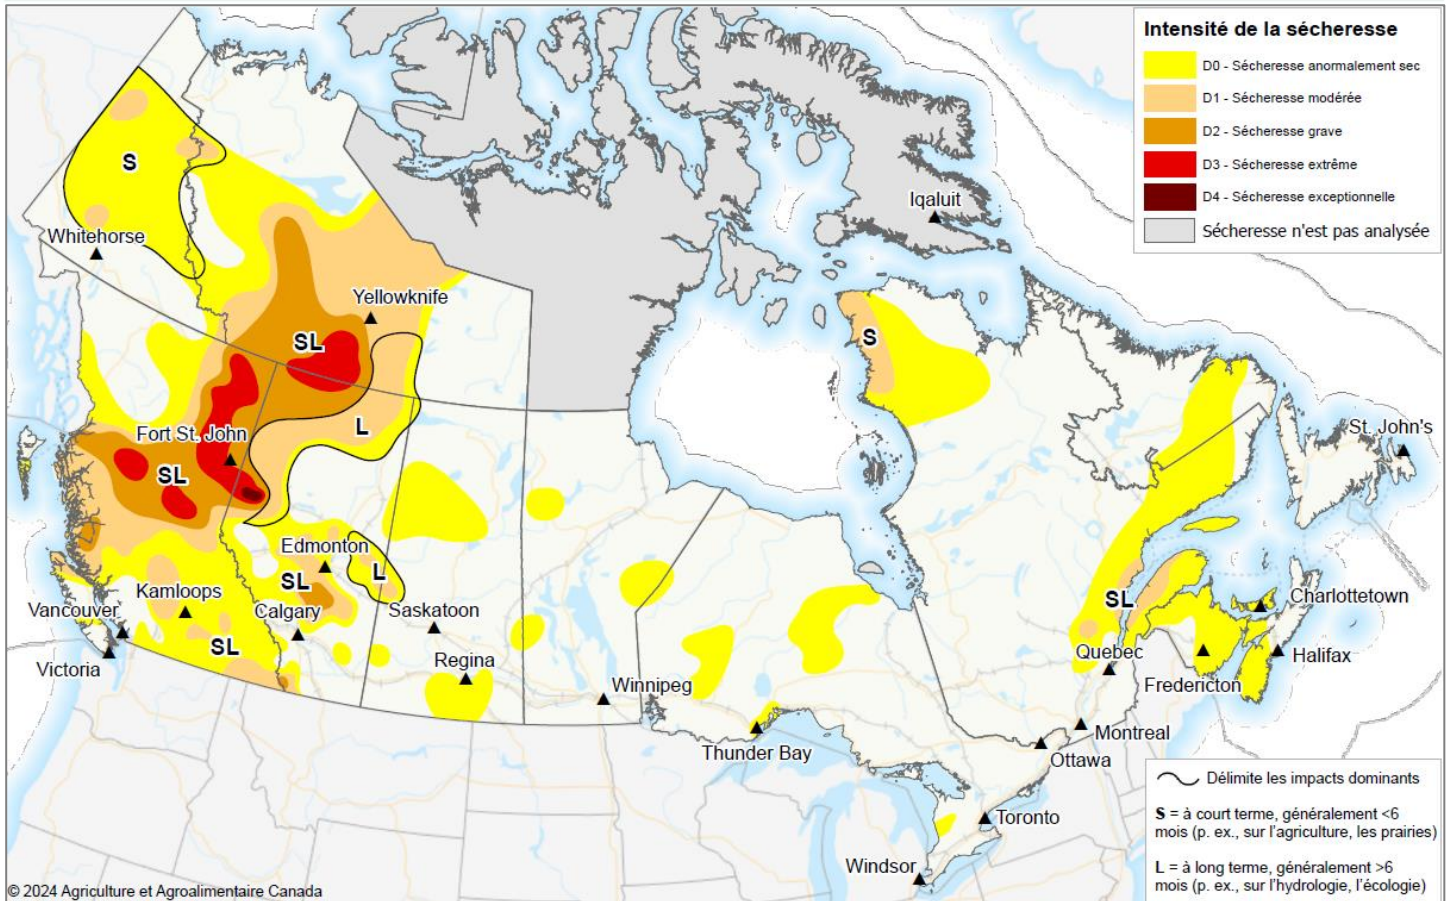 Intensité de la sécheresse
D0 - Sécheresse anormalement sec
D1 - Sécheresse modérée
D2 - Sécheresse grave
D3 - Sécheresse extrême
D4 - Sécheresse exceptionnelle
Sécheresse n'est pas analysée
S
Iqaluit
Whitehorse
Yellowknife
SL
S
Fort St. John
L
St. John's
SL
Edmonton
SL
L
Kamloops
Calgary
Saskatoon
SL
Charlottetown
Vancouver
SL
Victoria
Regina
Quebec
Halifax
Winnipeg
Fredericton
Thunder Bay
Montreal
Ottawa
Toronto
Windsor
Délimite les impacts dominants
S = à court terme, généralement <6
mois (p. ex., sur l'agriculture, les prairies)
L = à long terme, généralement >6
mois (p. ex., sur l'hydrologie, l'écologie)
© 2024 Agriculture et Agroalimentaire Canada